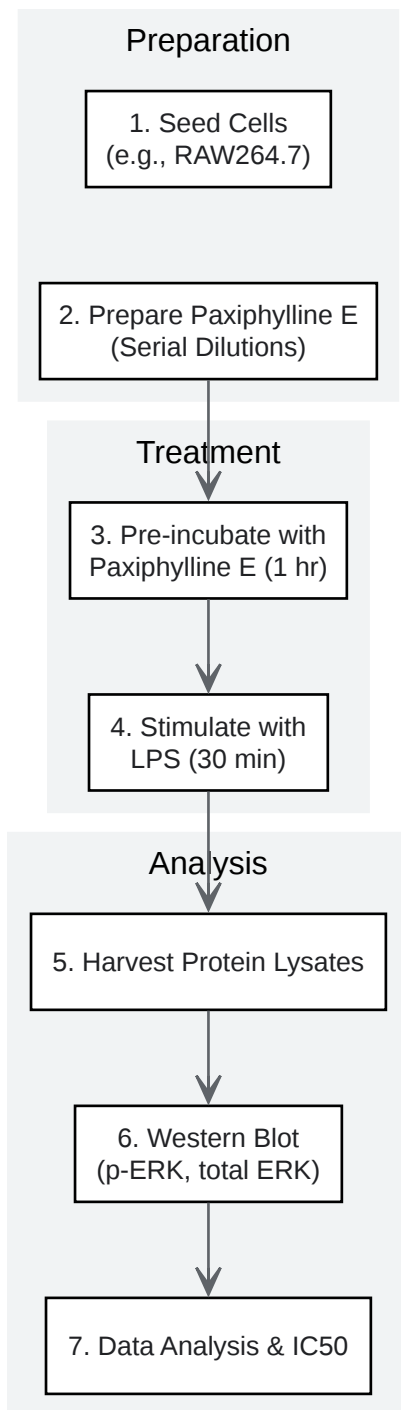 Preparation
1. Seed Cells
(e.g., RAW264.7)
2. Prepare Paxiphylline E
(Serial Dilutions)
Treatment
3. Pre-incubate with
Paxiphylline E (1 hr)
4. Stimulate with
LPS (30 min)
Analysis
5. Harvest Protein Lysates
6. Western Blot
(p-ERK, total ERK)
7. Data Analysis & IC50